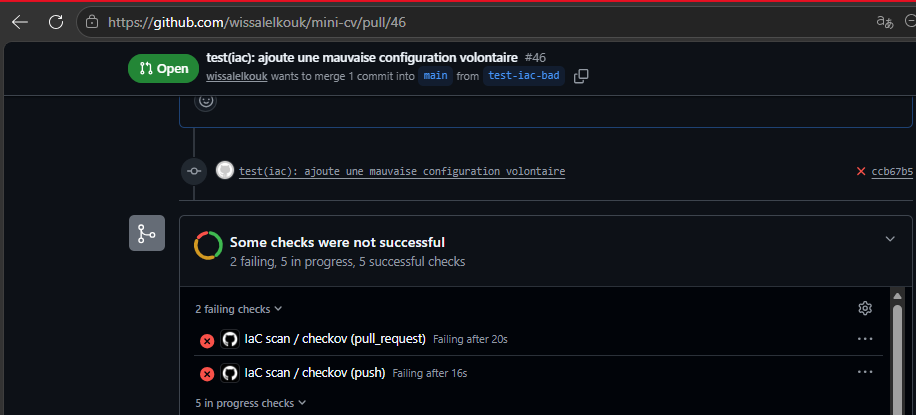 https://github.com/wissalelkouk/mini-cv/pull/46
Open
test(iac): ajoute une mauvaise configuration volontaire #46
wissalelkouk wants to merge 1 commit into main from test-iac-bad
test(iac): ajoute une mauvaise configuration volontaire ccb67b5
Some checks were not successful
2 failing, 5 in progress, 5 successful checks
2 failing checks
IaC scan / checkov (pull_request) Failing after 20s
IaC scan / checkov (push) Failing after 16s
5 in progress checks